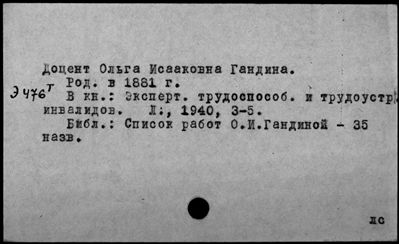 Доцент Ольга Исааковна Гандина.
Род. в 1881 г.
Э476т
В кн.: Эксперт. трудоспособ. и трудоустр.
инвалидов. Л., 1940, 3-5.
Библ.: Список работ О.И.Гандиной - 35
назв.
лс